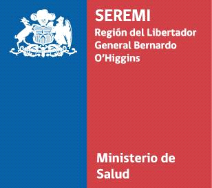 SEREMI
Región del Libertador
General Bernardo
O'Higgins
Ministerio de
Salud